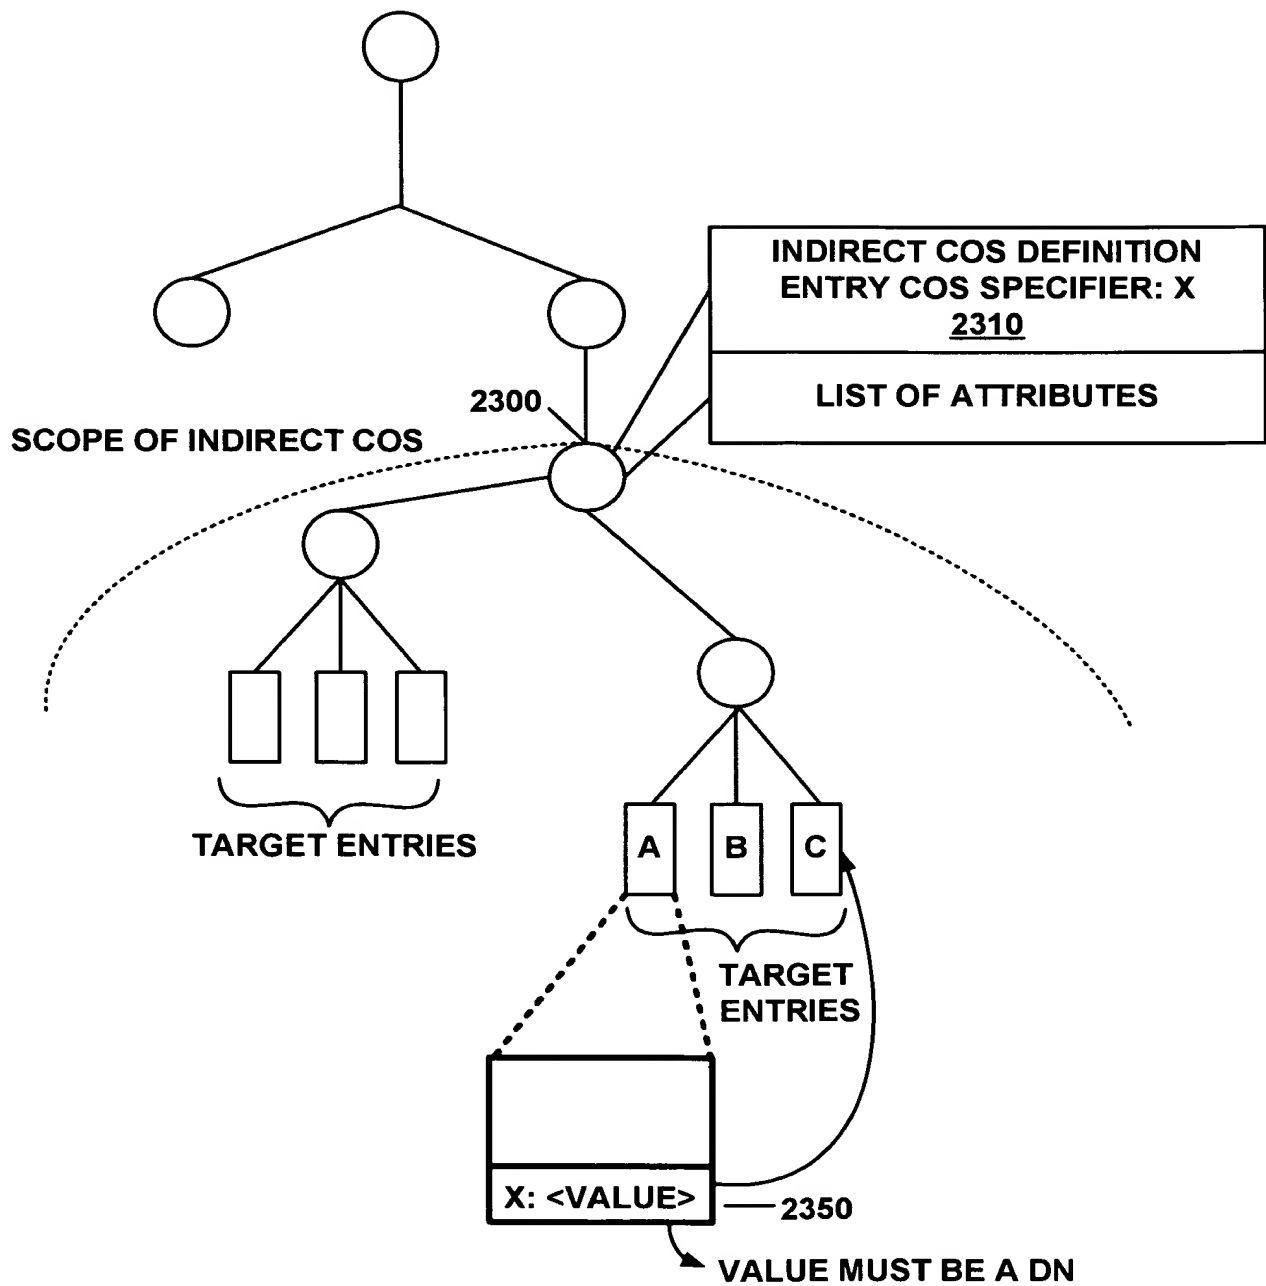 INDIRECT COS DEFINITION
ENTRY COS SPECIFIER: X
2310
LIST OF ATTRIBUTES
2300
SCOPE OF INDIRECT COS
TARGET ENTRIES
A B C
TARGET
ENTRIES
X: <VALUE>
2350
VALUE MUST BE A DN